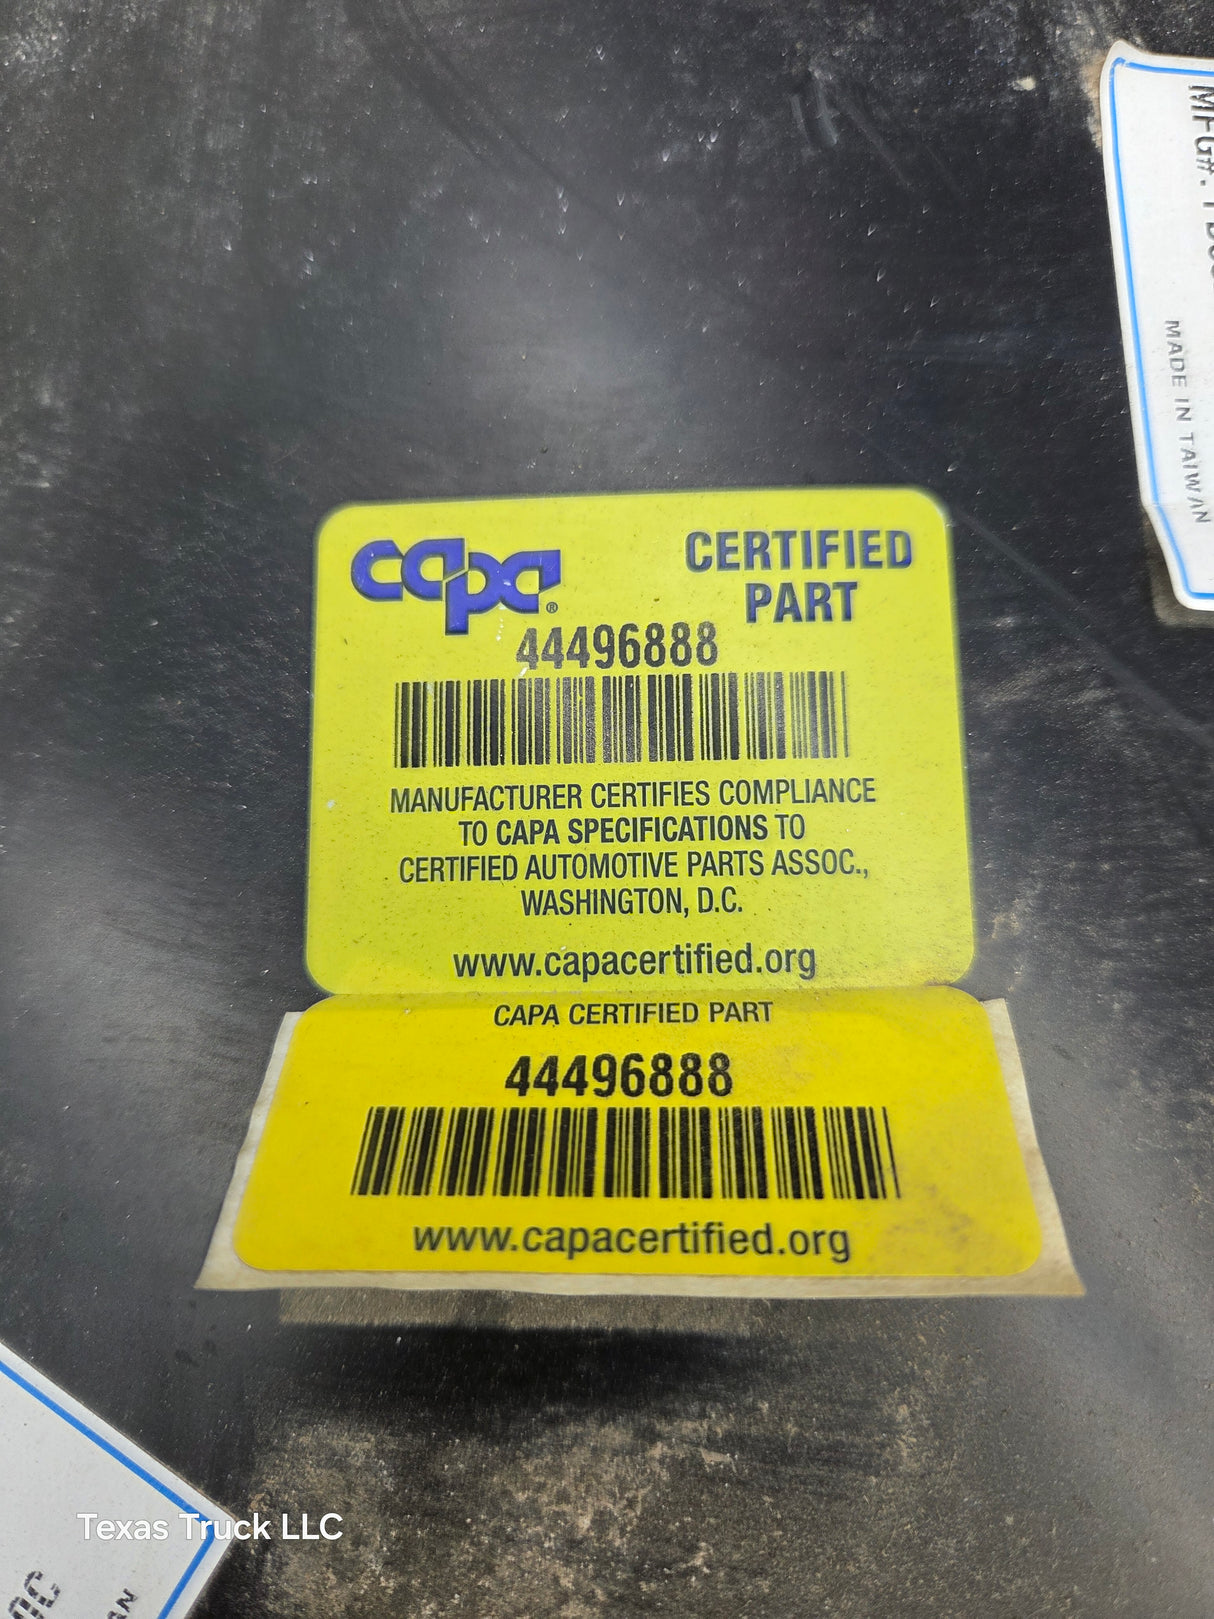 capa®
CERTIFIED
PART
44496888
MANUFACTURER CERTIFIES COMPLIANCE
TO CAPA SPECIFICATIONS TO
CERTIFIED AUTOMOTIVE PARTS ASSOC.,
WASHINGTON, D.C.
www.capacertified.org
CAPA CERTIFIED PART
44496888
www.capacertified.org
MFG#:
MADE IN TAIWAN
Texas Truck LLC